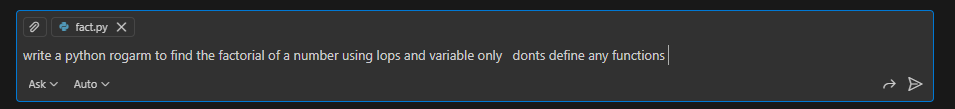 fact.py
write a python rogarm to find the factorial of a number using lops and variable only donts define any functions
Ask Auto